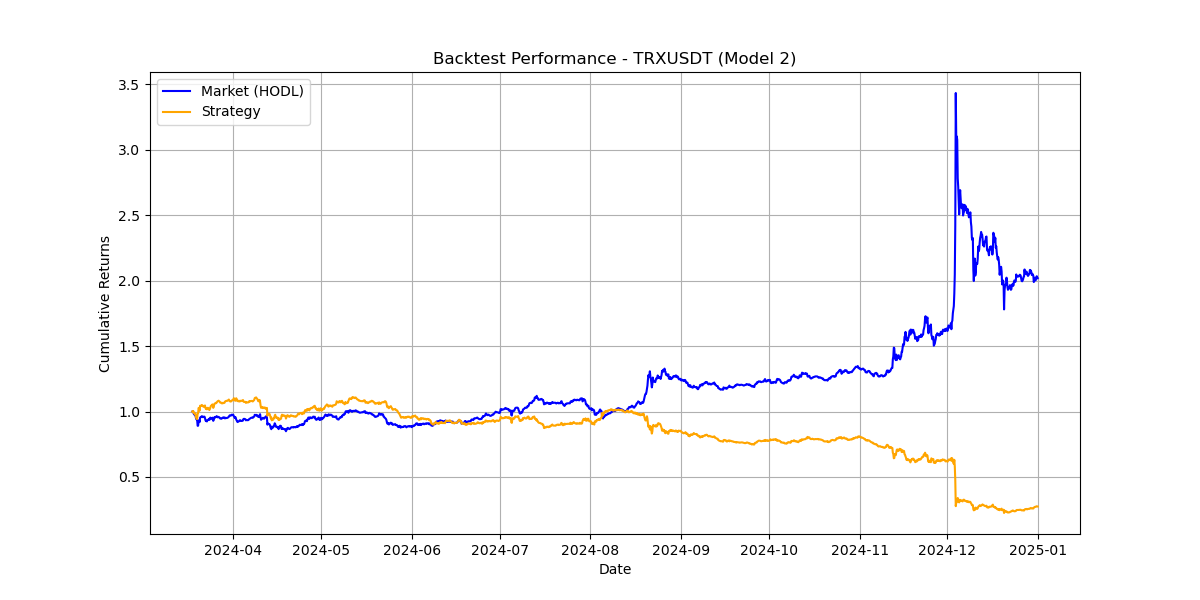 Backtest Performance - TRXUSDT (Model 2)
Market (HODL)
Strategy
Cumulative Returns
3.5
3.0
2.5
2.0
1.5
1.0
0.5
2024-04 2024-05 2024-06 2024-07 2024-08 2024-09 2024-10 2024-11 2024-12 2025-01
Date